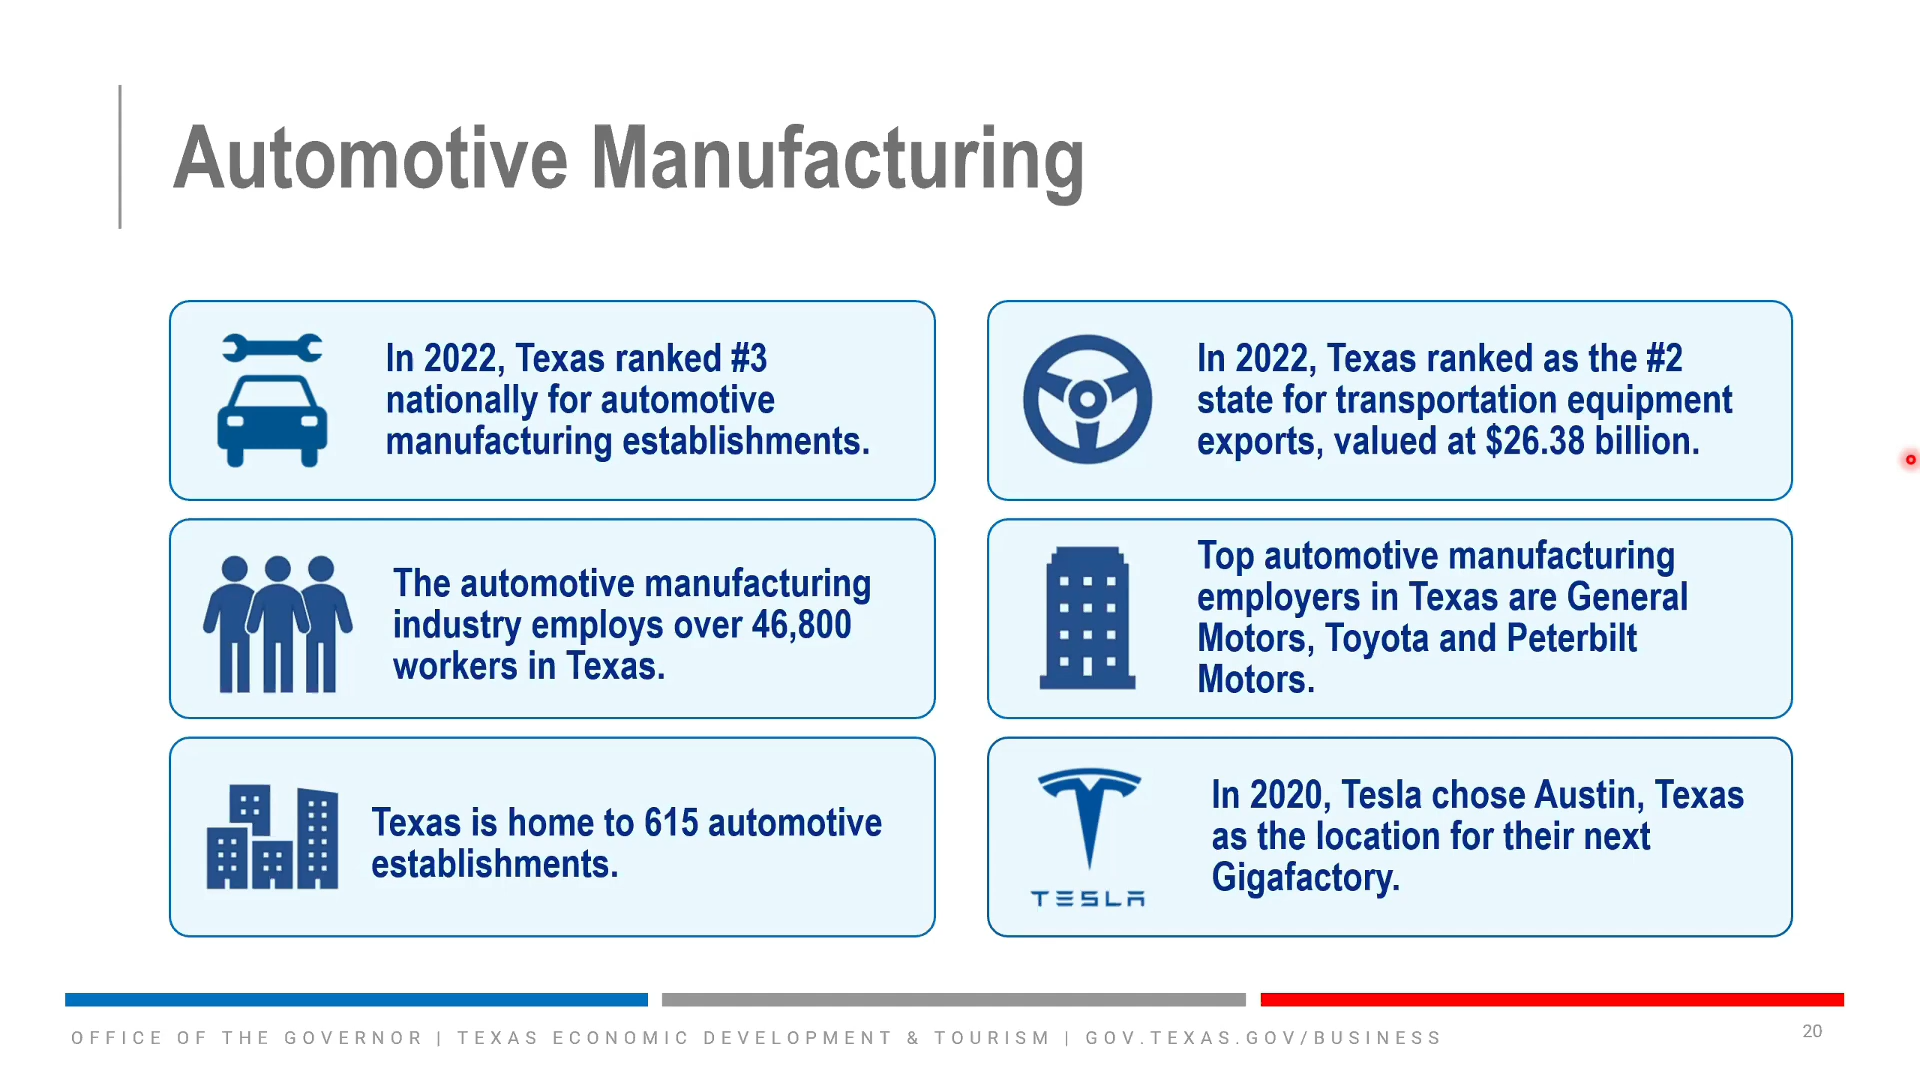 Automotive Manufacturing
In 2022, Texas ranked #3
nationally for automotive
manufacturing establishments.
In 2022, Texas ranked as the #2
state for transportation equipment
exports, valued at $26.38 billion.
The automotive manufacturing
industry employs over 46,800
workers in Texas.
Top automotive manufacturing
employers in Texas are General
Motors, Toyota and Peterbilt
Motors.
Texas is home to 615 automotive
establishments.
TESLA
In 2020, Tesla chose Austin, Texas
as the location for their next
Gigafactory.
OFFICE OF THE GOVERNOR | TEXAS ECONOMIC DEVELOPMENT & TOURISM | GOV.TEXAS.GOV/BUSINESS
20